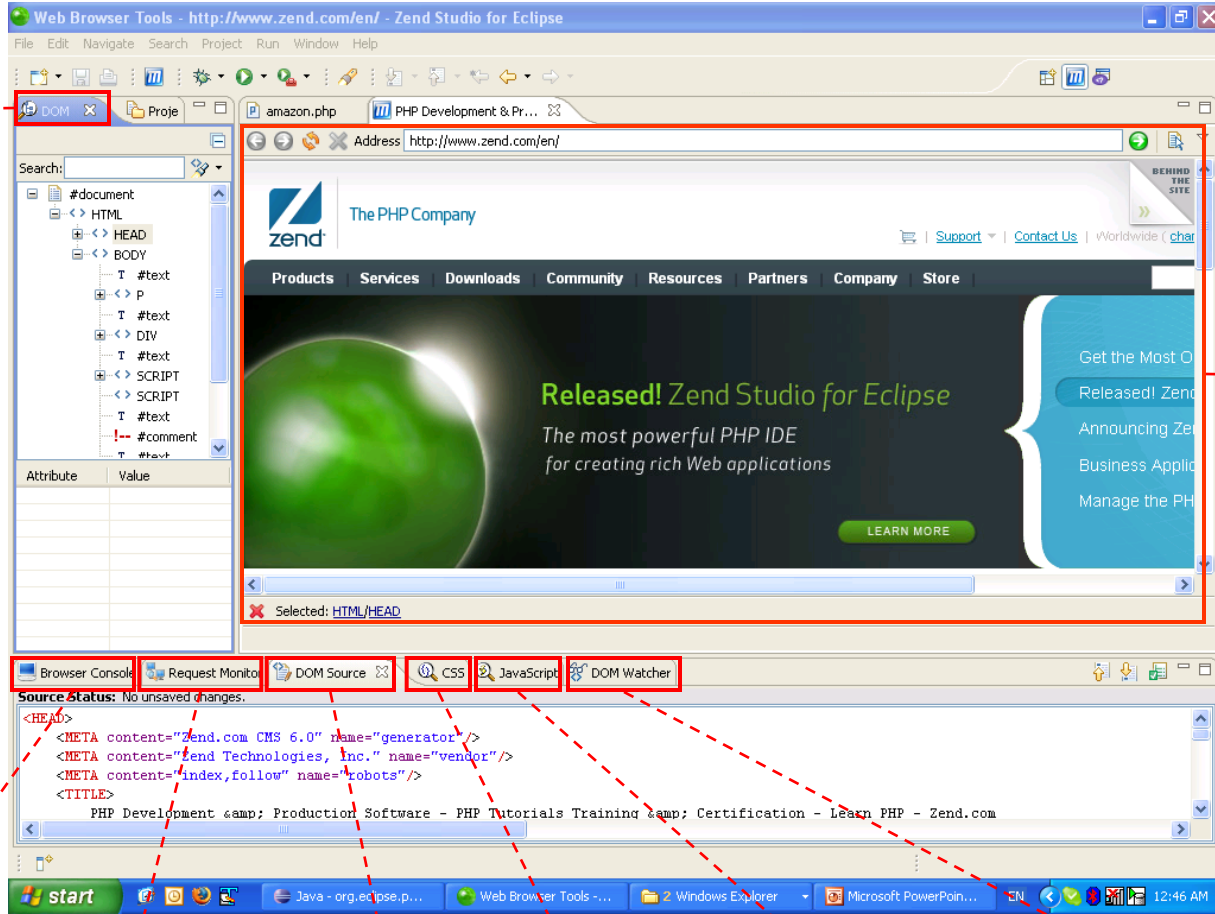 Web Browser Tools - http://www.zend.com/en/ - Zend Studio for Eclipse
File Edit Navigate Search Project Run Window Help
DOM
Proje
amazon.php
PHP Development & Pr...
Address http://www.zend.com/en/
Search:
#document
HTML
HEAD
BODY
T #text
P
T #text
DIV
T #text
SCRIPT
SCRIPT
T #text
!-- #comment
T #text
Attribute Value
zend
The PHP Company
BEHIND
THE
SITE
Support | Contact Us | Worldwide ( char
Products Services Downloads Community Resources Partners Company Store
Released! Zend Studio for Eclipse
The most powerful PHP IDE
for creating rich Web applications
LEARN MORE
Get the Most O
Released! Zend
Announcing Zer
Business Applic
Manage the PH
Selected: HTML/HEAD
Browser Console
Request Monitor
DOM Source
CSS
JavaScript
DOM Watcher
Source Status: No unsaved changes.
<HEAD>
<META content="Zend.com CMS 6.0" name="generator"/>
<META content="Zend Technologies, Inc." name="vendor"/>
<META content="index,follow" name="robots"/>
<TITLE>
PHP Development &amp; Production Software - PHP Tutorials Training &amp; Certification - Learn PHP - Zend.com
start
Java - org.eclipse.p...
Web Browser Tools -...
2 Windows Explorer
Microsoft PowerPoin...
EN
12:46 AM